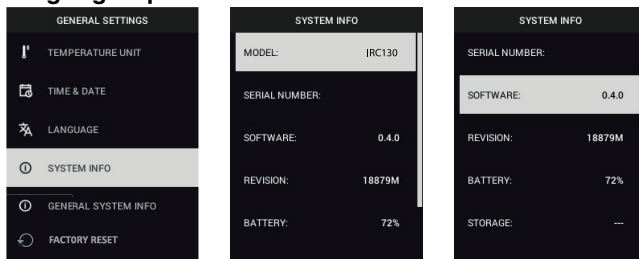 GENERAL SETTINGS
TEMPERATURE UNIT
TIME & DATE
LANGUAGE
SYSTEM INFO
GENERAL SYSTEM INFO
FACTORY RESET
SYSTEM INFO
MODEL: IRC130
SERIAL NUMBER:
SOFTWARE: 0.4.0
REVISION: 18879M
BATTERY: 72%
SYSTEM INFO
SERIAL NUMBER:
SOFTWARE: 0.4.0
REVISION: 18879M
BATTERY: 72%
STORAGE: ---